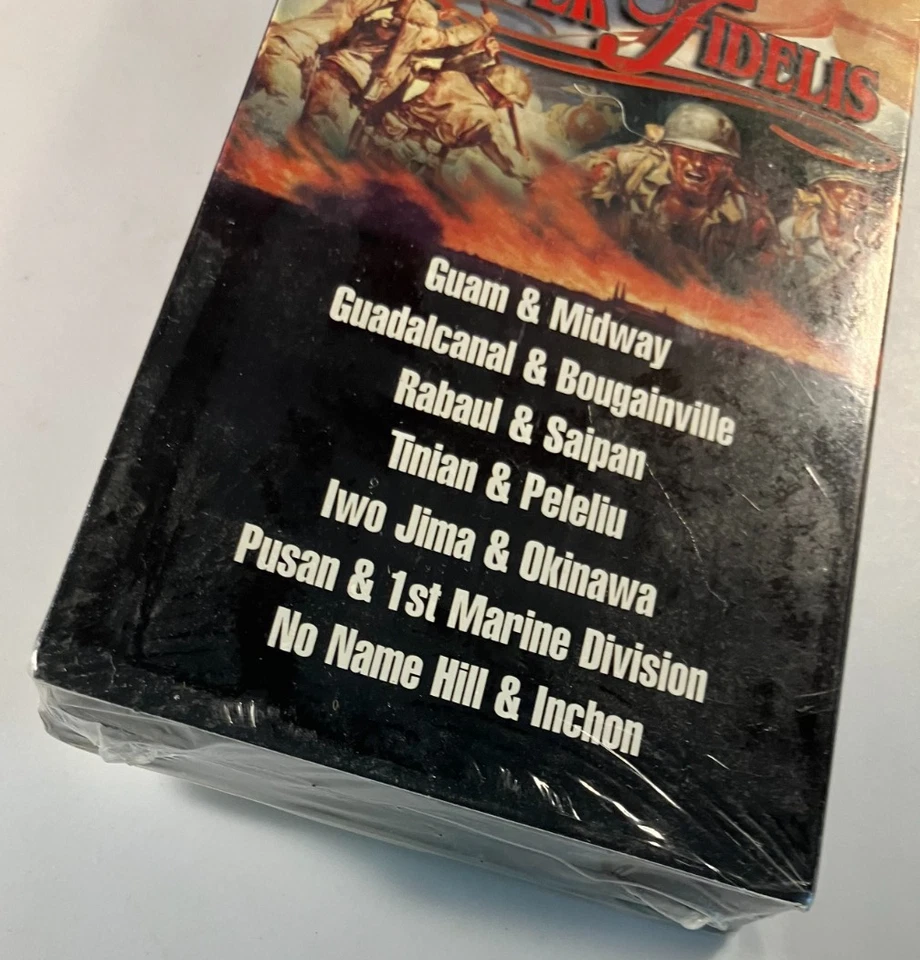 FIDELIS
Guam & Midway
Guadalcanal & Bougainville
Rabaul & Saipan
Tinian & Peleliu
Iwo Jima & Okinawa
Pusan & 1st Marine Division
No Name Hill & Inchon